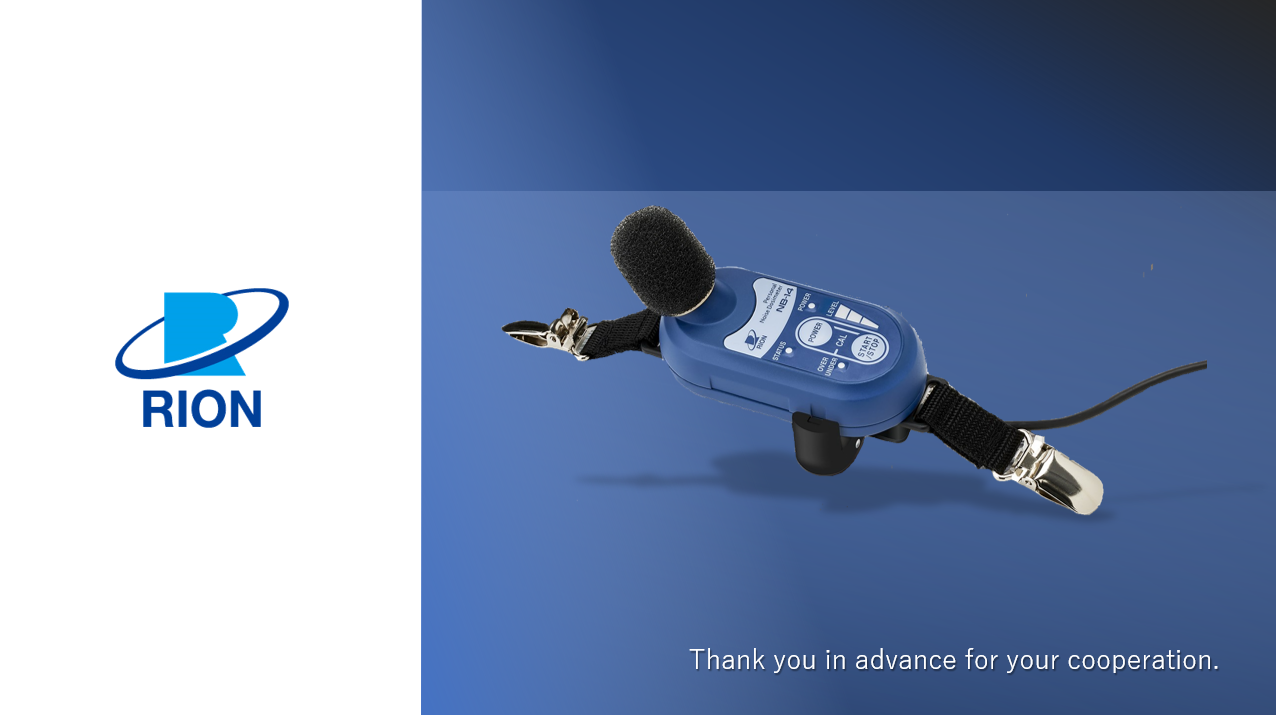 RION
Personal
Noise Dosimeter
NB-14
RION
POWER
LEVEL
STATUS
POWER
CAL
START
/STOP
OVER
UNDER
Thank you in advance for your cooperation.